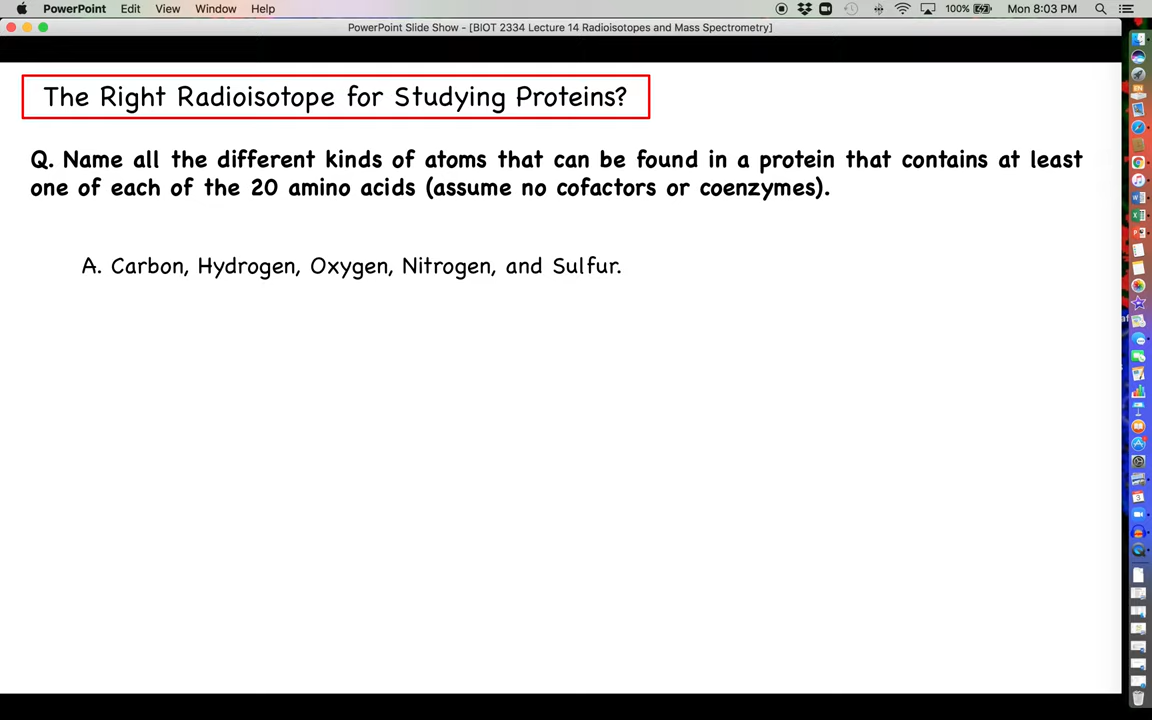 PowerPoint Edit View Window Help 100% Mon 8:03 PM
PowerPoint Slide Show - [BIOT 2334 Lecture 14 Radioisotopes and Mass Spectrometry]
The Right Radioisotope for Studying Proteins?
Q. Name all the different kinds of atoms that can be found in a protein that contains at least
one of each of the 20 amino acids (assume no cofactors or coenzymes).
A. Carbon, Hydrogen, Oxygen, Nitrogen, and Sulfur.